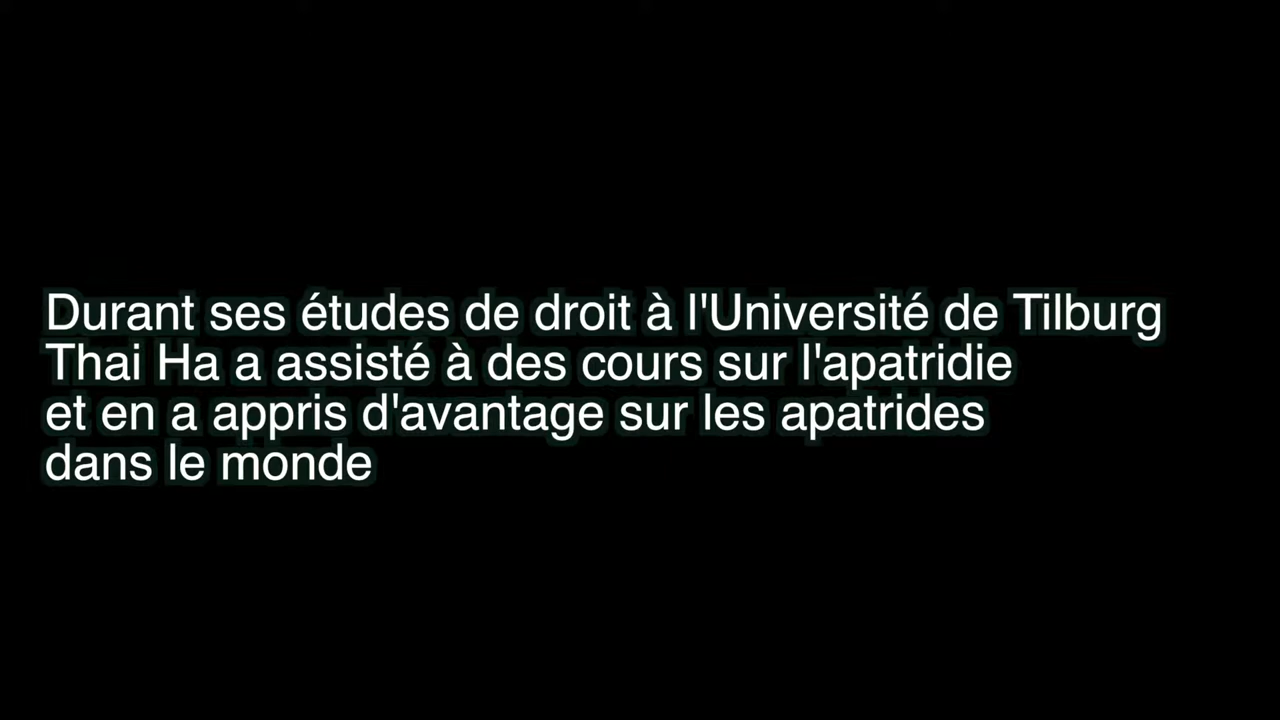 Durant ses études de droit à l'Université de Tilburg
Thai Ha a assisté à des cours sur l'apatridie
et en a appris d'avantage sur les apatrides
dans le monde